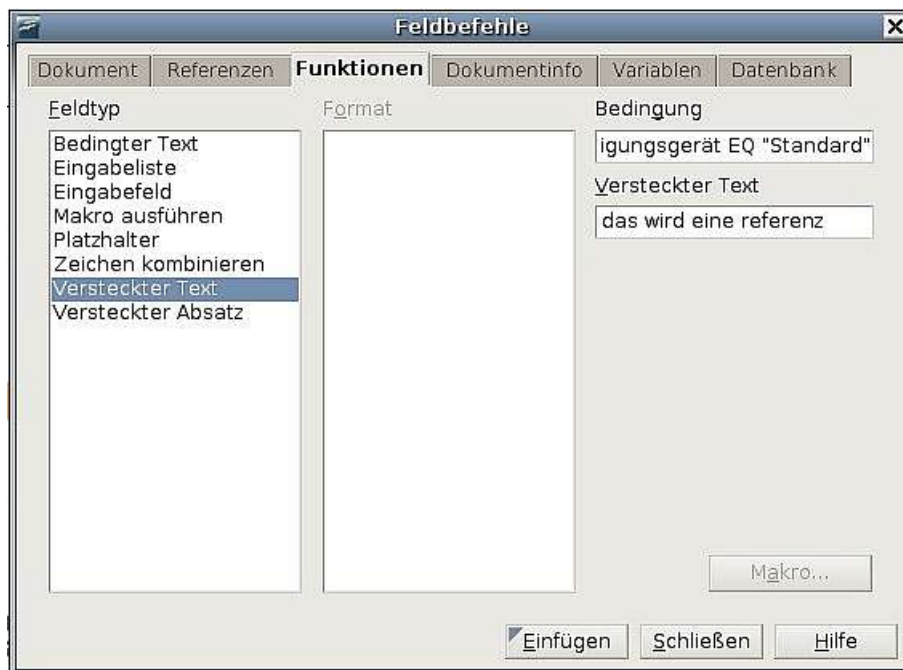 Feldbefehle
Dokument Referenzen Funktionen Dokumentinfo Variablen Datenbank
Feldtyp
Bedingter Text
Eingabeliste
Eingabefeld
Makro ausführen
Platzhalter
Zeichen kombinieren
Versteckter Text
Versteckter Absatz
Format
Bedingung
igungsgerät EQ "Standard"
Versteckter Text
das wird eine referenz
Makro...
Einfügen Schließen Hilfe